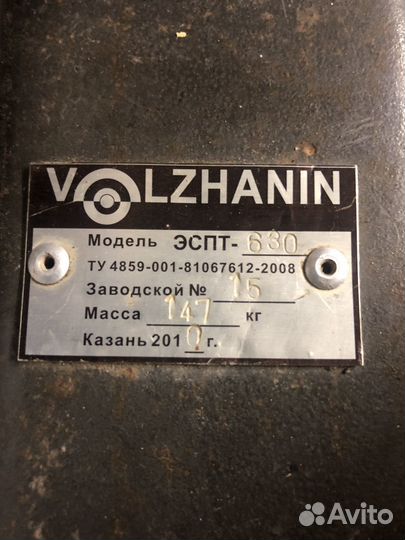 VOLZHANIN
Модель ЭСПТ-630
ТУ 4859-001-81067612-2008
Заводской № 15
Масса 147 кг
Казань 2010 г.
Avito